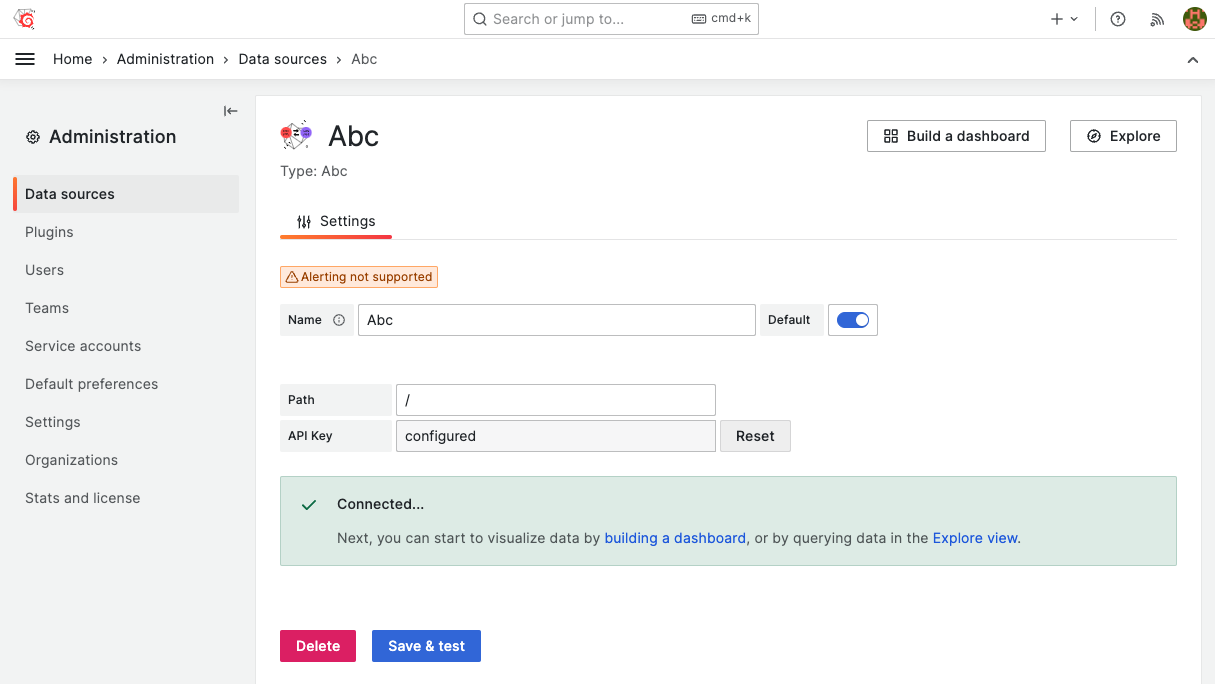 Search or jump to... cmd+k
Home › Administration › Data sources › Abc
Administration
Data sources
Plugins
Users
Teams
Service accounts
Default preferences
Settings
Organizations
Stats and license
Abc
Build a dashboard
Explore
Type: Abc
Settings
Alerting not supported
Name Abc Default
Path /
API Key configured Reset
Connected...
Next, you can start to visualize data by building a dashboard, or by querying data in the Explore view.
Delete Save & test